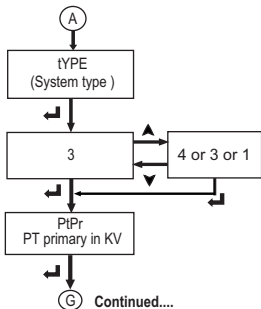 A
tYPE
(System type )
3
4 or 3 or 1
PtPr
PT primary in KV
G Continued....